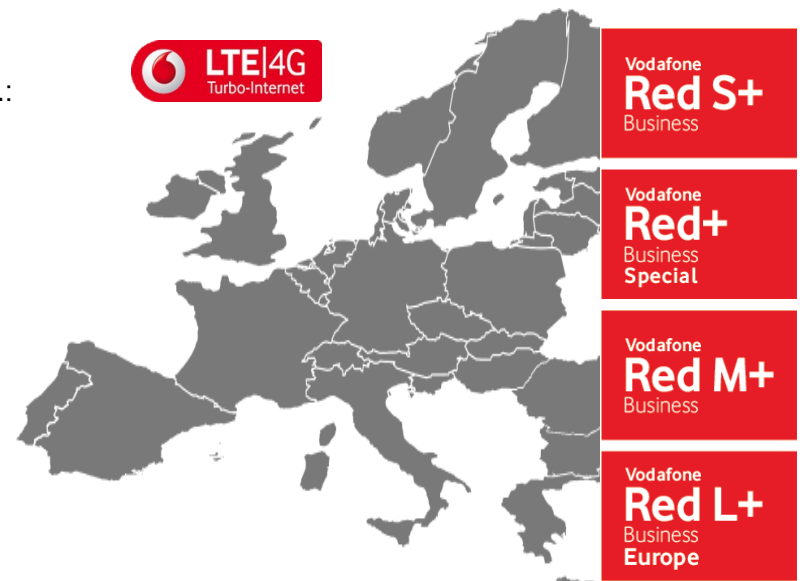 LTE|4G
Turbo-Internet
.:
Vodafone
Red S+
Business
Vodafone
Red+
Business
Special
Vodafone
Red M+
Business
Vodafone
Red L+
Business
Europe